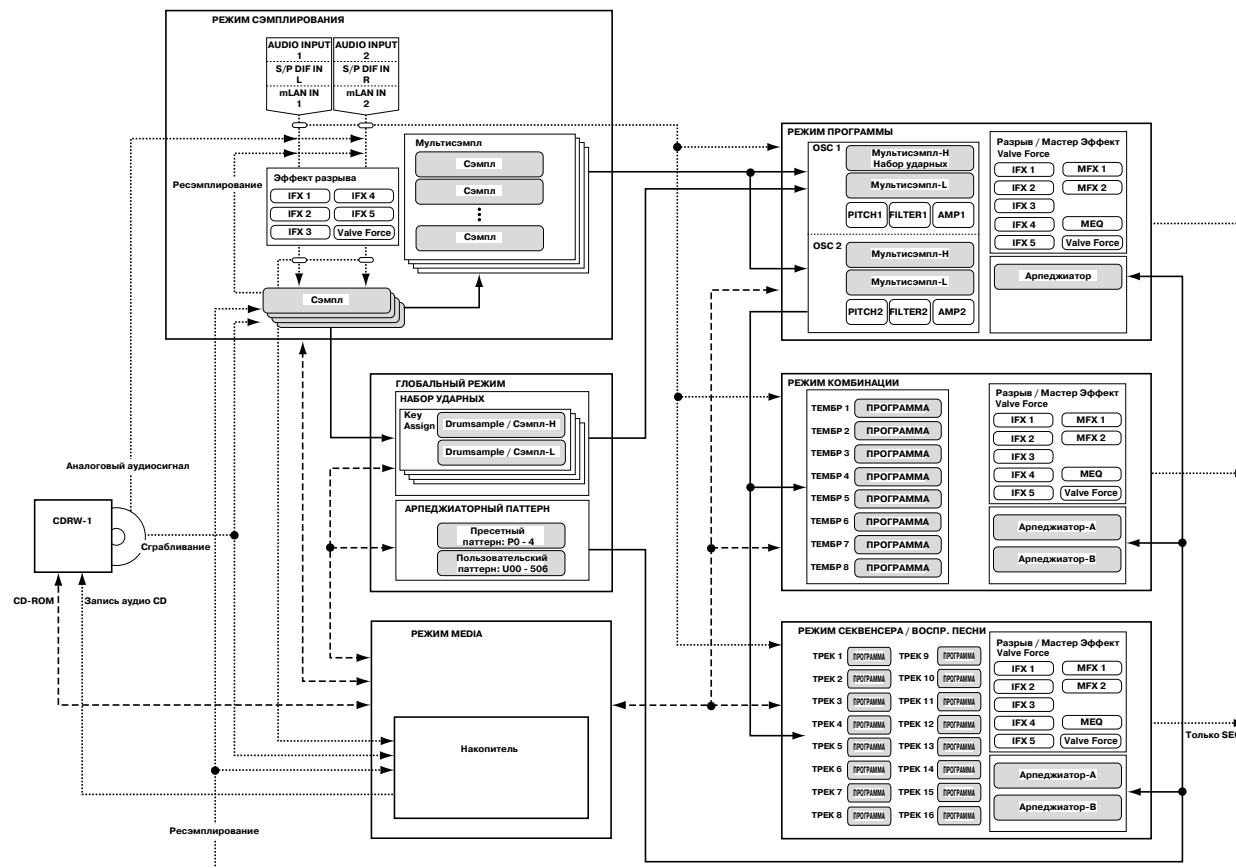 РЕЖИМ СЭМПЛИРОВАНИЯ
AUDIO INPUT
1
AUDIO INPUT
2
S/P DIF IN
L
S/P DIF IN
R
mLAN IN
1
mLAN IN
2
Ресэмплирование
Эффект разрыва
IFX 1
IFX 4
IFX 2
IFX 5
IFX 3
Valve Force
Мультисэмпл
Сэмпл
Сэмпл
Сэмпл
Сэмпл
ГЛОБАЛЬНЫЙ РЕЖИМ
НАБОР УДАРНЫХ
Key
Assign
Drumsample / Сэмпл-H
Drumsample / Сэмпл-L
АРПЕДЖИАТОРНЫЙ ПАТТЕРН
Пресетный
паттерн: P0 - 4
Пользовательский
паттерн: U00 - 506
Аналоговый аудиосигнал
CDRW-1
Сграбливание
CD-ROM
Запись аудио CD
РЕЖИМ MEDIA
Накопитель
Ресэмплирование
РЕЖИМ ПРОГРАММЫ
OSC 1
Мультисэмпл-H
Набор ударных
Мультисэмпл-L
PITCH1
FILTER1
AMP1
OSC 2
Мультисэмпл-H
Мультисэмпл-L
PITCH2
FILTER2
AMP2
Разрыв / Мастер Эффект
Valve Force
IFX 1
MFX 1
IFX 2
MFX 2
IFX 3
IFX 4
MEQ
IFX 5
Valve Force
Арпеджиатор
РЕЖИМ КОМБИНАЦИИ
ТЕМБР 1
ПРОГРАММА
ТЕМБР 2
ПРОГРАММА
ТЕМБР 3
ПРОГРАММА
ТЕМБР 4
ПРОГРАММА
ТЕМБР 5
ПРОГРАММА
ТЕМБР 6
ПРОГРАММА
ТЕМБР 7
ПРОГРАММА
ТЕМБР 8
ПРОГРАММА
Разрыв / Мастер Эффект
Valve Force
IFX 1
MFX 1
IFX 2
MFX 2
IFX 3
IFX 4
MEQ
IFX 5
Valve Force
Арпеджиатор-A
Арпеджиатор-B
РЕЖИМ СЕКВЕНСЕРА / ВОСПР. ПЕСНИ
ТРЕК 1
ПРОГРАММА
ТРЕК 9
ПРОГРАММА
ТРЕК 2
ПРОГРАММА
ТРЕК 10
ПРОГРАММА
ТРЕК 3
ПРОГРАММА
ТРЕК 11
ПРОГРАММА
ТРЕК 4
ПРОГРАММА
ТРЕК 12
ПРОГРАММА
ТРЕК 5
ПРОГРАММА
ТРЕК 13
ПРОГРАММА
ТРЕК 6
ПРОГРАММА
ТРЕК 14
ПРОГРАММА
ТРЕК 7
ПРОГРАММА
ТРЕК 15
ПРОГРАММА
ТРЕК 8
ПРОГРАММА
ТРЕК 16
ПРОГРАММА
Разрыв / Мастер Эффект
Valve Force
IFX 1
MFX 1
IFX 2
MFX 2
IFX 3
IFX 4
MEQ
IFX 5
Valve Force
Арпеджиатор-A
Арпеджиатор-B
Только SEQ